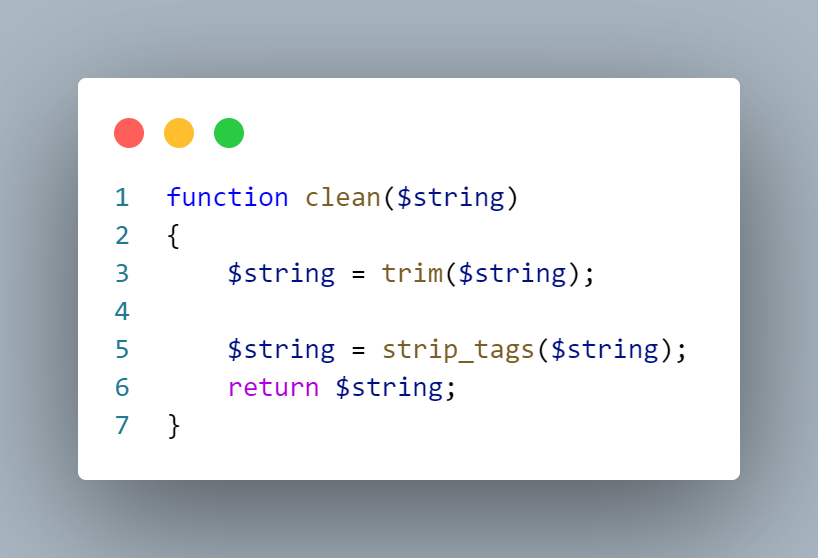 1 function clean($string)
2 {
3     $string = trim($string);
4
5     $string = strip_tags($string);
6     return $string;
7 }